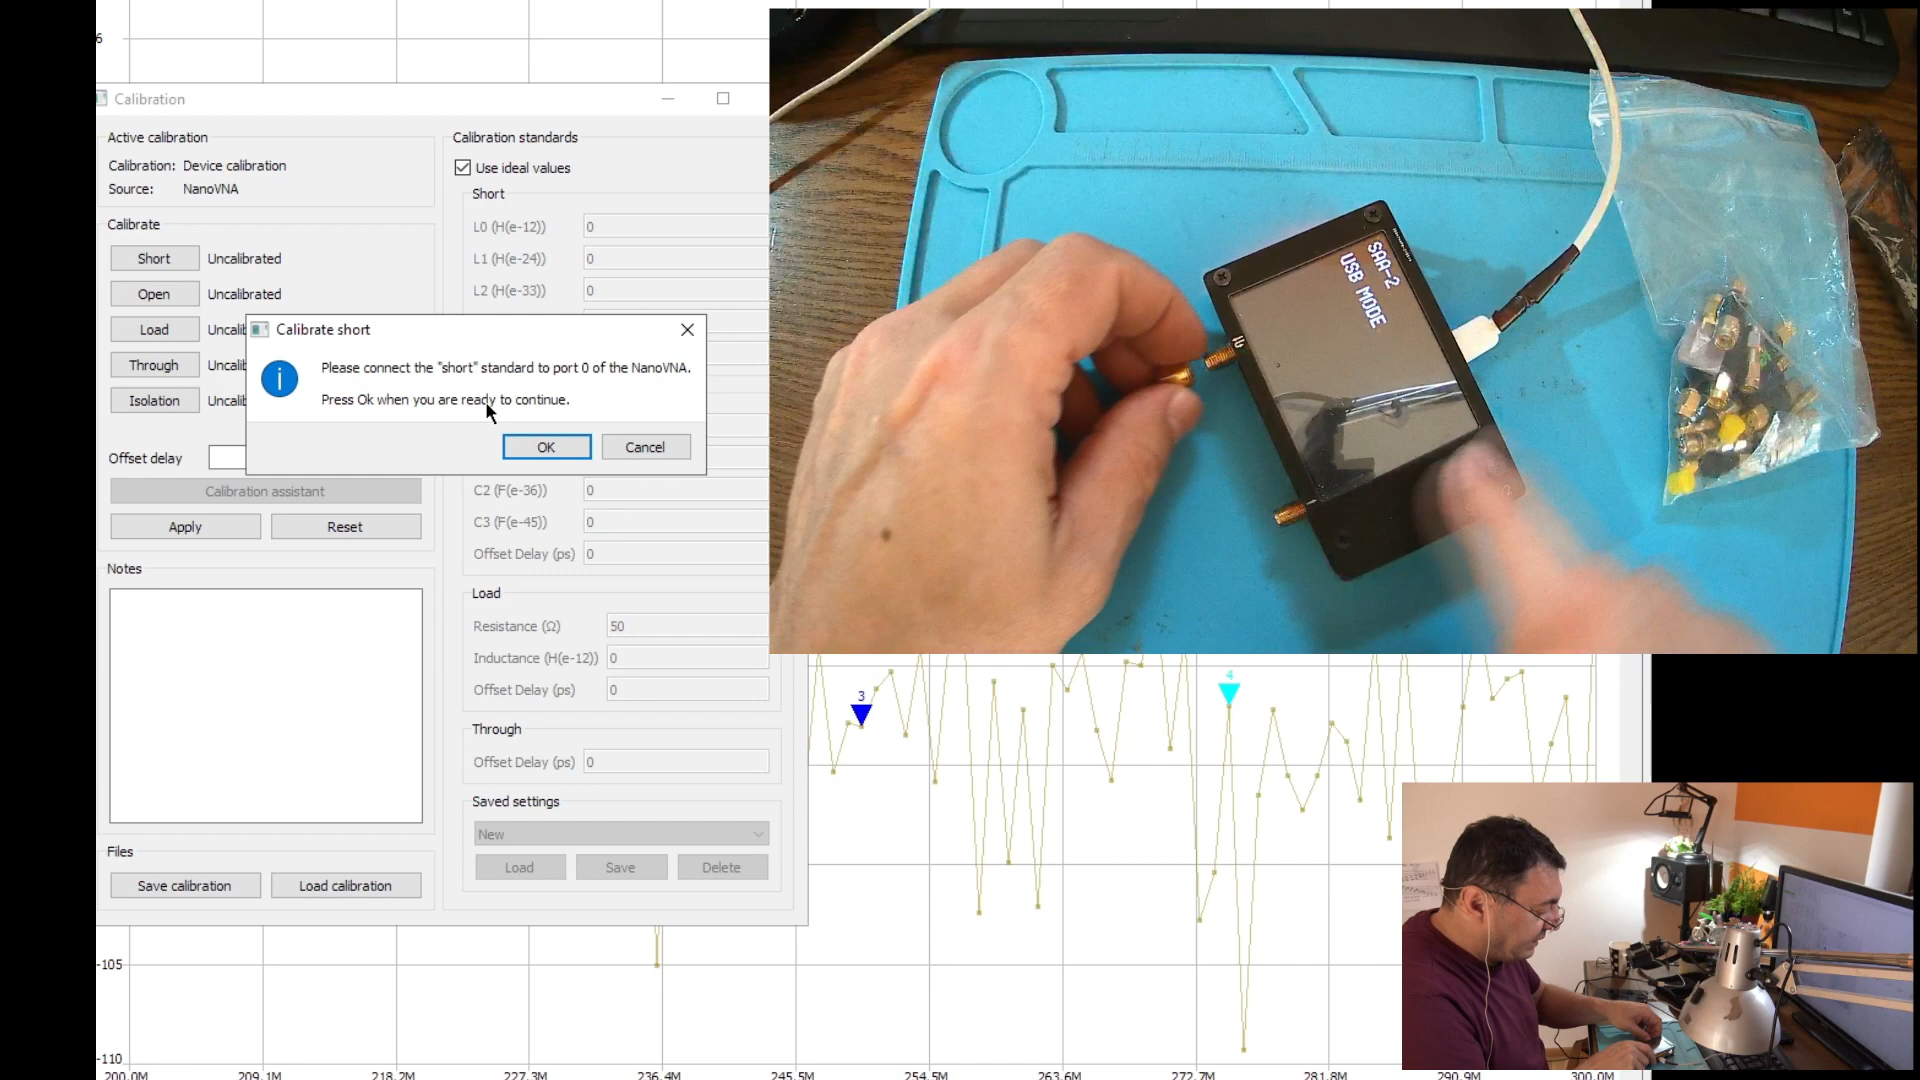 6
Calibration
Active calibration
Calibration: Device calibration
Source: NanoVNA
Calibrate
Short Uncalibrated
Open Uncalibrated
Load Uncalib
Through Uncalib
Isolation Uncalib
Offset delay
Calibration assistant
Apply Reset
Notes
Files
Save calibration Load calibration
Calibration standards
Use ideal values
Short
L0 (H(e-12)) 0
L1 (H(e-24)) 0
L2 (H(e-33)) 0
Calibrate short
Please connect the "short" standard to port 0 of the NanoVNA.
Press Ok when you are ready to continue.
OK Cancel
C2 (F(e-36)) 0
C3 (F(e-45)) 0
Offset Delay (ps) 0
Load
Resistance (Ω) 50
Inductance (H(e-12)) 0
Offset Delay (ps) 0
Through
Offset Delay (ps) 0
Saved settings
New
Load Save Delete
SAA-2
USB MODE
3
4
-105
-110
200.0M 209.1M 218.2M 227.3M 236.4M 245.5M 254.5M 263.6M 272.7M 281.8M 290.9M 300.0M